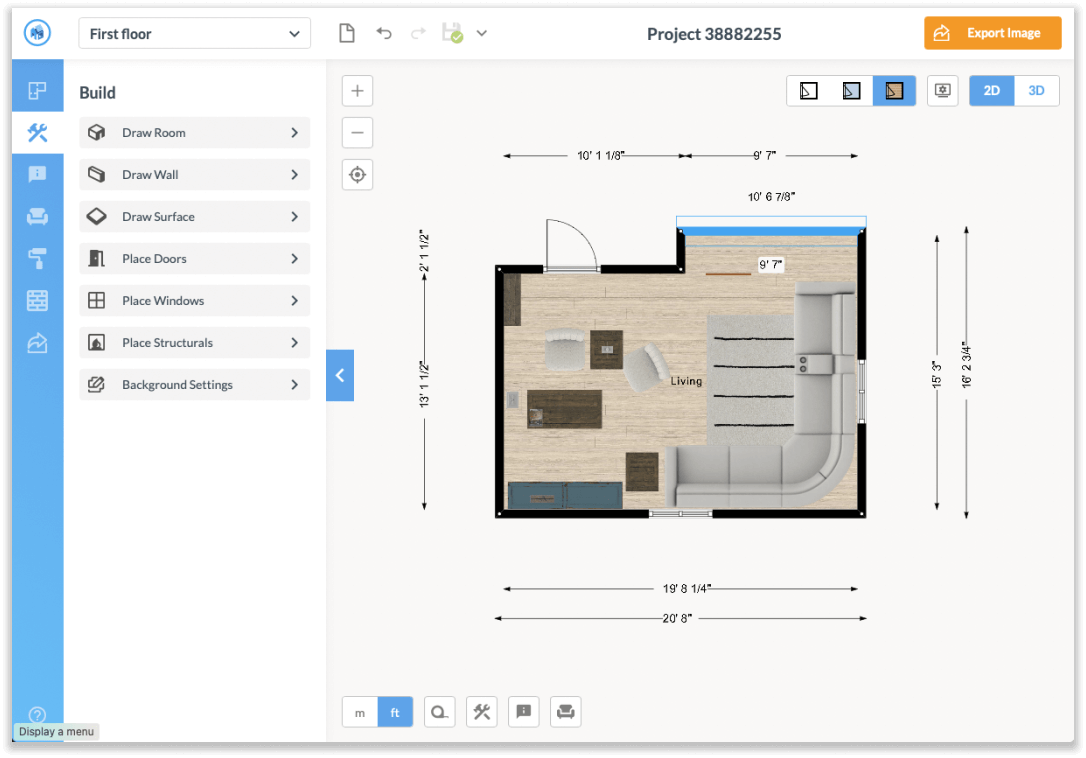 First floor
Project 38882255
Export Image
Build
Draw Room
Draw Wall
Draw Surface
Place Doors
Place Windows
Place Structurals
Background Settings
2D
3D
10' 1 1/8"
9' 7"
10' 6 7/8"
2' 1 1/2"
9' 7"
13' 1 1/2"
Living
15' 3"
16' 2 3/4"
19' 8 1/4"
20' 8"
m
ft
?
Display a menu